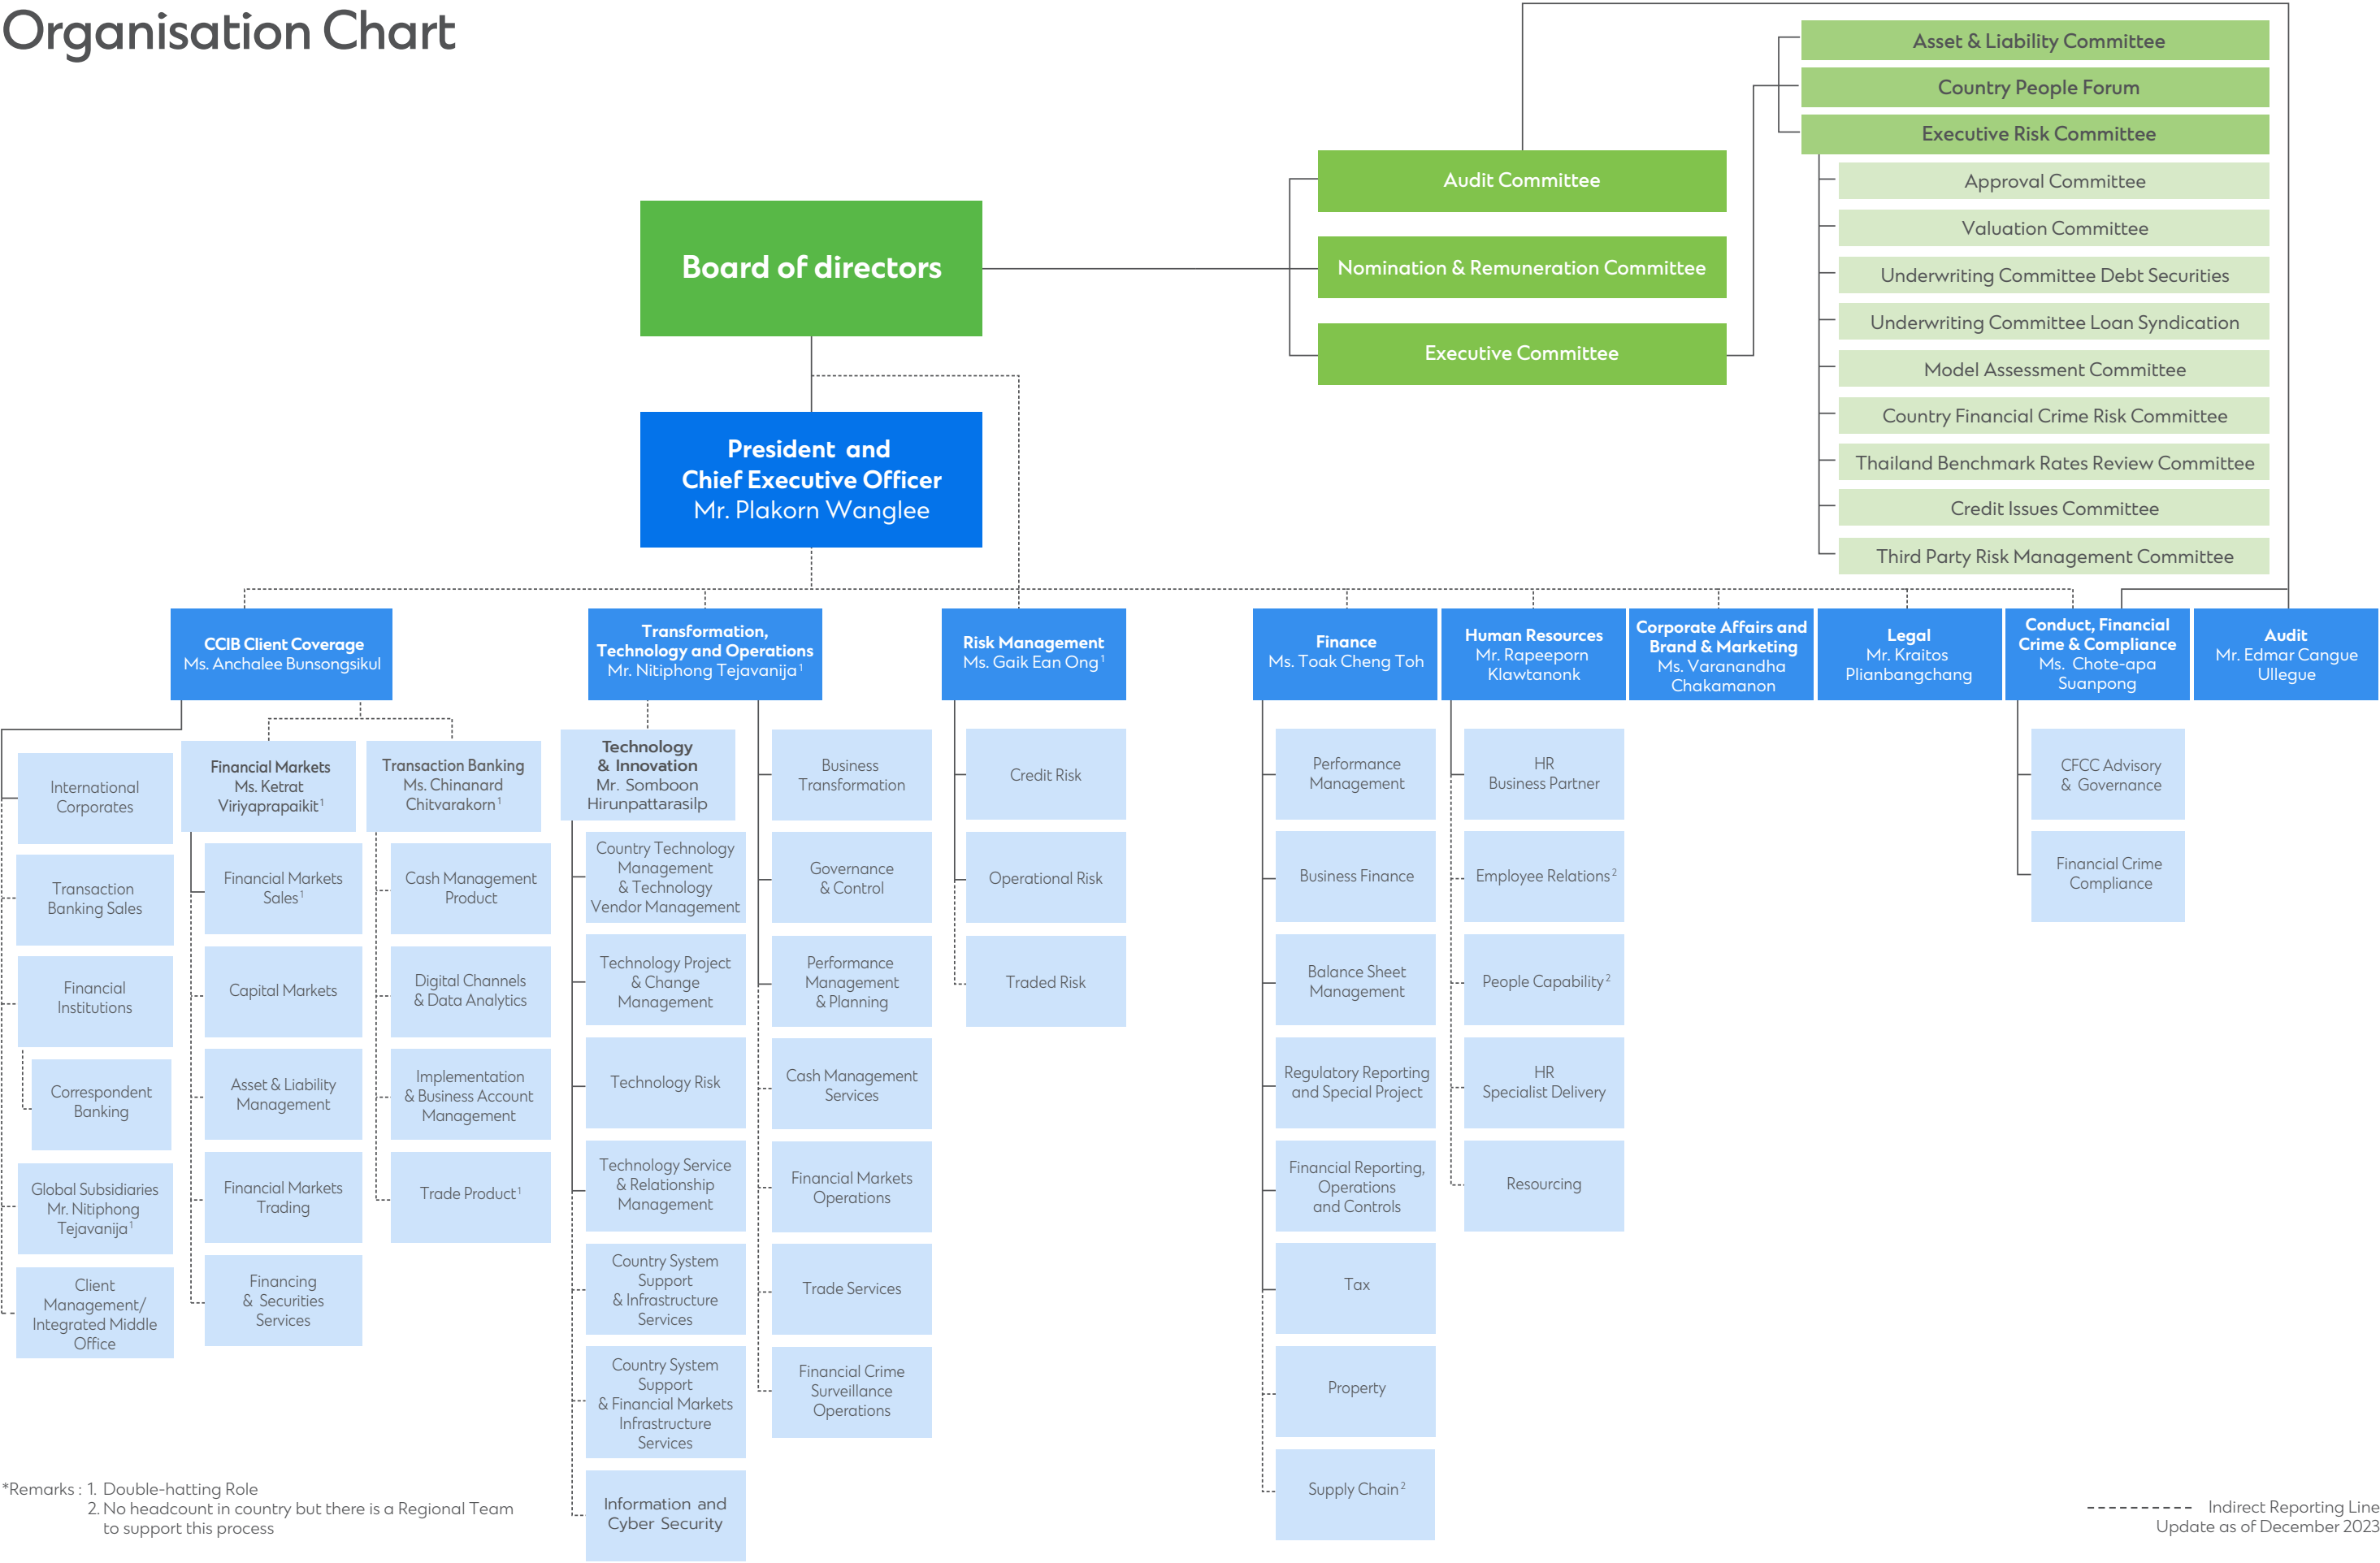 Organisation Chart
Asset & Liability Committee
Country People Forum
Executive Risk Committee
Approval Committee
Valuation Committee
Underwriting Committee Debt Securities
Underwriting Committee Loan Syndication
Model Assessment Committee
Country Financial Crime Risk Committee
Thailand Benchmark Rates Review Committee
Credit Issues Committee
Third Party Risk Management Committee
Audit Committee
Nomination & Remuneration Committee
Executive Committee
Board of directors
President and
Chief Executive Officer
Mr. Plakorn Wanglee
CCIB Client Coverage
Ms. Anchalee Bunsongsikul
Transformation,
Technology and Operations
Mr. Nitiphong Tejavanija1
Risk Management
Ms. Gaik Ean Ong1
Finance
Ms. Toak Cheng Toh
Human Resources
Mr. Rapeeporn
Klawtanonk
Corporate Affairs and
Brand & Marketing
Ms. Varanandha
Chakamanon
Legal
Mr. Kraitos
Plianbangchang
Conduct, Financial
Crime & Compliance
Ms. Chote-apa
Suanpong
Audit
Mr. Edmar Cangue
Ullegue
International
Corporates
Transaction
Banking Sales
Financial
Institutions
Correspondent
Banking
Global Subsidiaries
Mr. Nitiphong
Tejavanija1
Client
Management/
Integrated Middle
Office
Financial Markets
Ms. Ketrat
Viriyaprapaikit1
Financial Markets
Sales1
Capital Markets
Asset & Liability
Management
Financial Markets
Trading
Financing
& Securities
Services
Transaction Banking
Ms. Chinanard
Chitvarakorn1
Cash Management
Product
Digital Channels
& Data Analytics
Implementation
& Business Account
Management
Trade Product1
Technology
& Innovation
Mr. Somboon
Hirunpattarasilp
Country Technology
Management
& Technology
Vendor Management
Technology Project
& Change
Management
Technology Risk
Technology Service
& Relationship
Management
Country System
Support
& Infrastructure
Services
Country System
Support
& Financial Markets
Infrastructure
Services
Information and
Cyber Security
Business
Transformation
Governance
& Control
Performance
Management
& Planning
Cash Management
Services
Financial Markets
Operations
Trade Services
Financial Crime
Surveillance
Operations
Credit Risk
Operational Risk
Traded Risk
Performance
Management
Business Finance
Balance Sheet
Management
Regulatory Reporting
and Special Project
Financial Reporting,
Operations
and Controls
Tax
Property
Supply Chain2
HR
Business Partner
Employee Relations2
People Capability2
HR
Specialist Delivery
Resourcing
CFCC Advisory
& Governance
Financial Crime
Compliance
*Remarks : 1. Double-hatting Role
2. No headcount in country but there is a Regional Team
to support this process
Indirect Reporting Line
Update as of December 2023